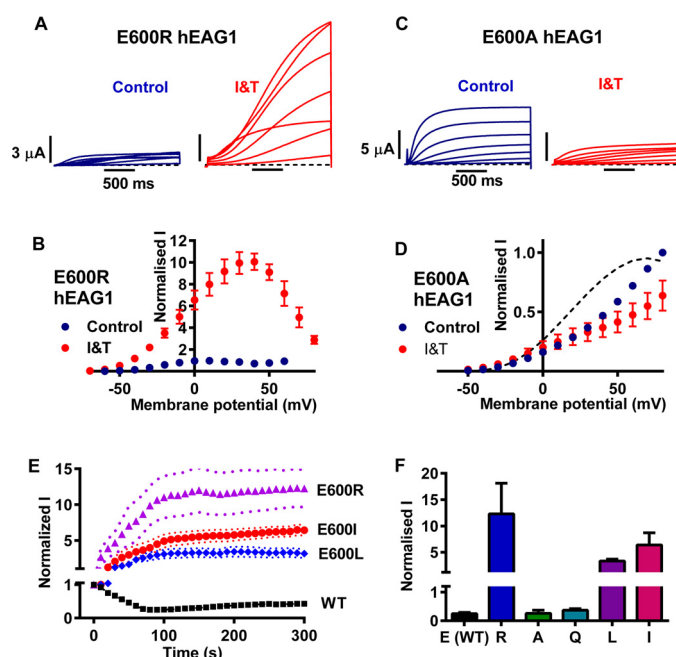 A
E600R hEAG1
Control
I&T
3 µA
500 ms
C
E600A hEAG1
Control
I&T
5 µA
500 ms
B
E600R
hEAG1
Control
I&T
Normalised I
12
10
8
6
4
2
-50
0
50
Membrane potential (mV)
D
E600A
hEAG1
Control
I&T
Normalised I
1.0
0.5
-50
0
50
Membrane potential (mV)
E
Normalized I
15
10
5
1
0
E600R
E600I
E600L
WT
0
100
200
300
Time (s)
F
Normalised I
20
15
10
5
1
0
E (WT)
R
A
Q
L
I